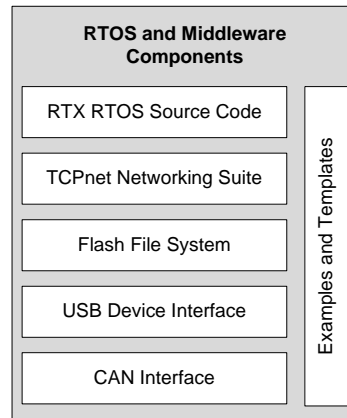 RTOS and Middleware
Components
RTX RTOS Source Code
TCPnet Networking Suite
Flash File System
USB Device Interface
CAN Interface
Examples and Templates